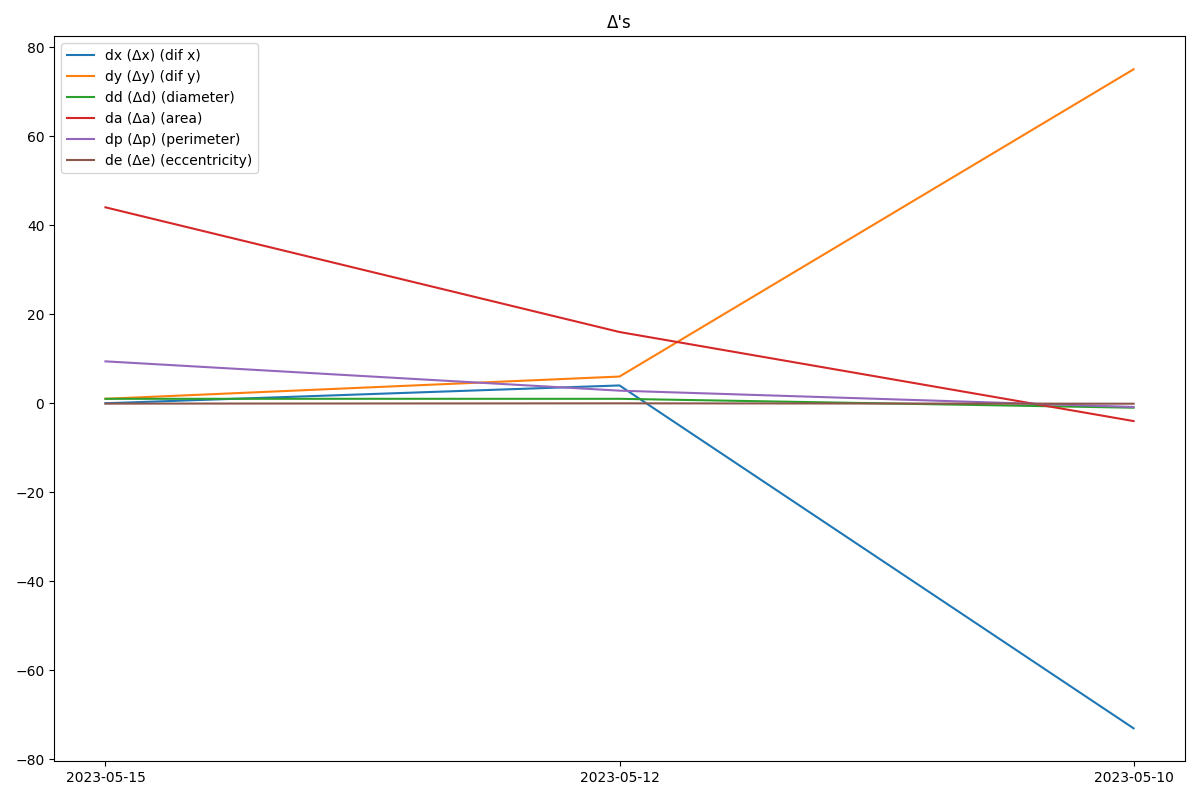 Δ's
dx (Δx) (dif x)
dy (Δy) (dif y)
dd (Δd) (diameter)
da (Δa) (area)
dp (Δp) (perimeter)
de (Δe) (eccentricity)
80
60
40
20
0
−20
−40
−60
−80
2023-05-15 2023-05-12 2023-05-10